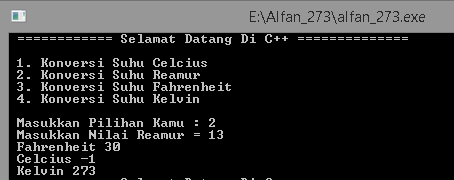 E:\Alfan_273\alfan_273.exe
============ Selamat Datang Di C++ ==============
1. Konversi Suhu Celcius
2. Konversi Suhu Reamur
3. Konversi Suhu Fahrenheit
4. Konversi Suhu Kelvin
Masukkan Pilihan Kamu : 2
Masukkan Nilai Reamur = 13
Fahrenheit 30
Celcius -1
Kelvin 273